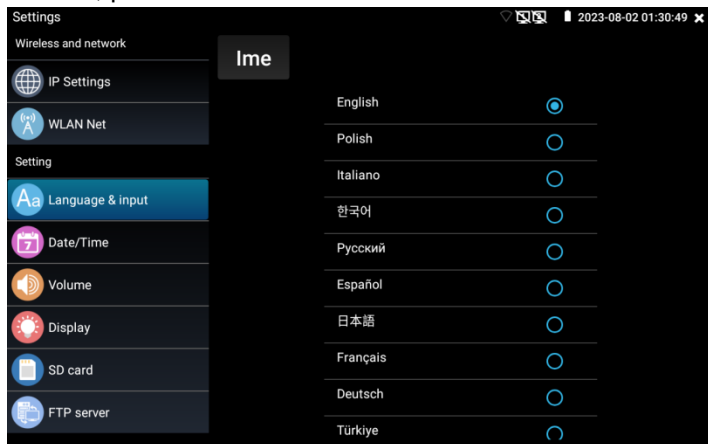 Settings
2023-08-02 01:30:49
Wireless and network
IP Settings
WLAN Net
Setting
Aa Language & input
7 Date/Time
Volume
Display
SD card
FTP server
Ime
English
Polish
Italiano
한국어
Русский
Español
日本語
Français
Deutsch
Türkiye